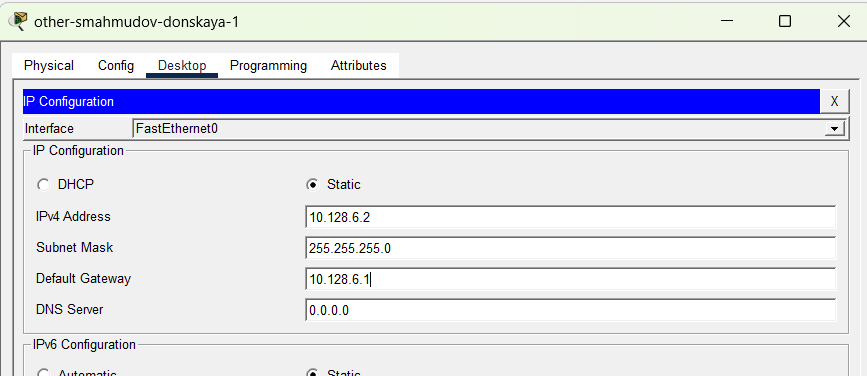 other-smahmudov-donskaya-1
Physical Config Desktop Programming Attributes
IP Configuration X
Interface FastEthernet0
IP Configuration
DHCP Static
IPv4 Address 10.128.6.2
Subnet Mask 255.255.255.0
Default Gateway 10.128.6.1
DNS Server 0.0.0.0
IPv6 Configuration
Automatic Static